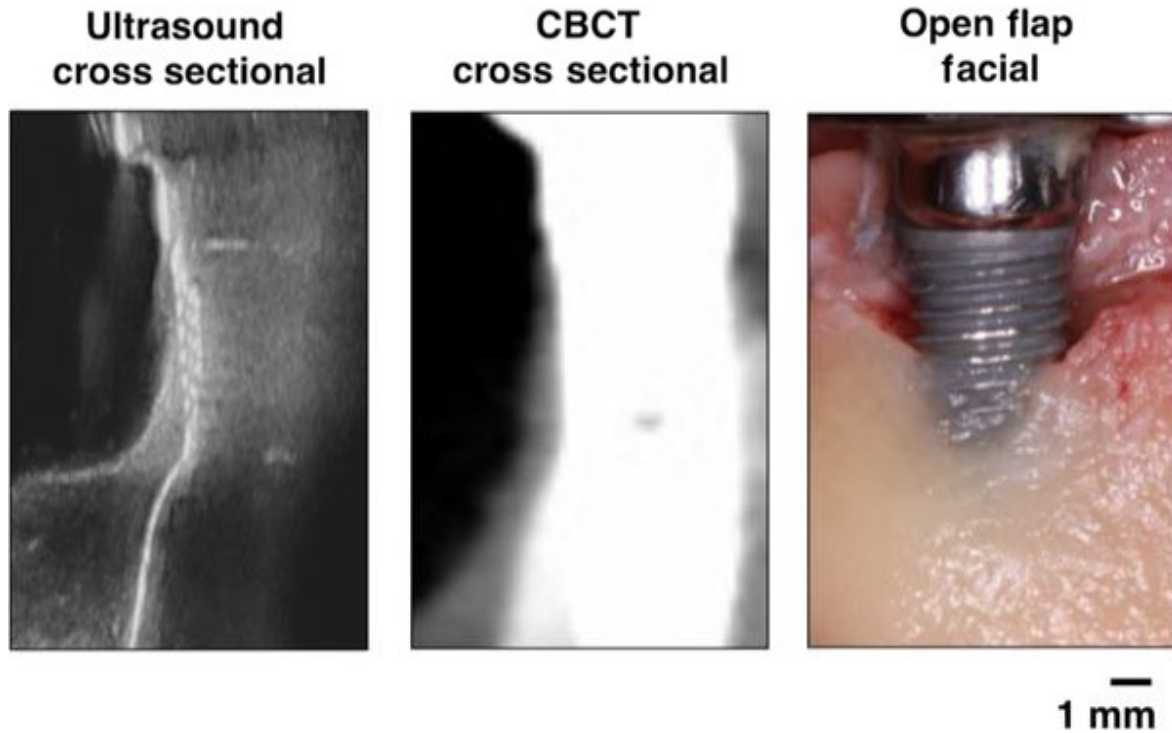 Ultrasound
cross sectional
CBCT
cross sectional
Open flap
facial
1 mm